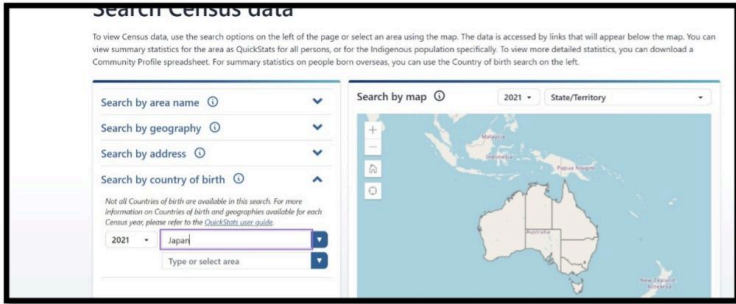 Search Census data
To view Census data, use the search options on the left of the page or select an area using the map. The data is accessed by links that will appear below the map. You can
view summary statistics for the area as QuickStats for all persons, or for the Indigenous population specifically. To view more detailed statistics, you can download a
Community Profile spreadsheet. For summary statistics on people born overseas, you can use the Country of birth search on the left.
Search by area name
Search by geography
Search by address
Search by country of birth
Not all Countries of birth are available in this search. For more
information on Countries of birth and geographies available for each
Census year, please refer to the QuickStats user guide.
2021 Japan
Type or select area
Search by map 2021 State/Territory
+
−
Malaysia
Indonesia
Papua Niugini
Australia
New Zealand
Aotearoa